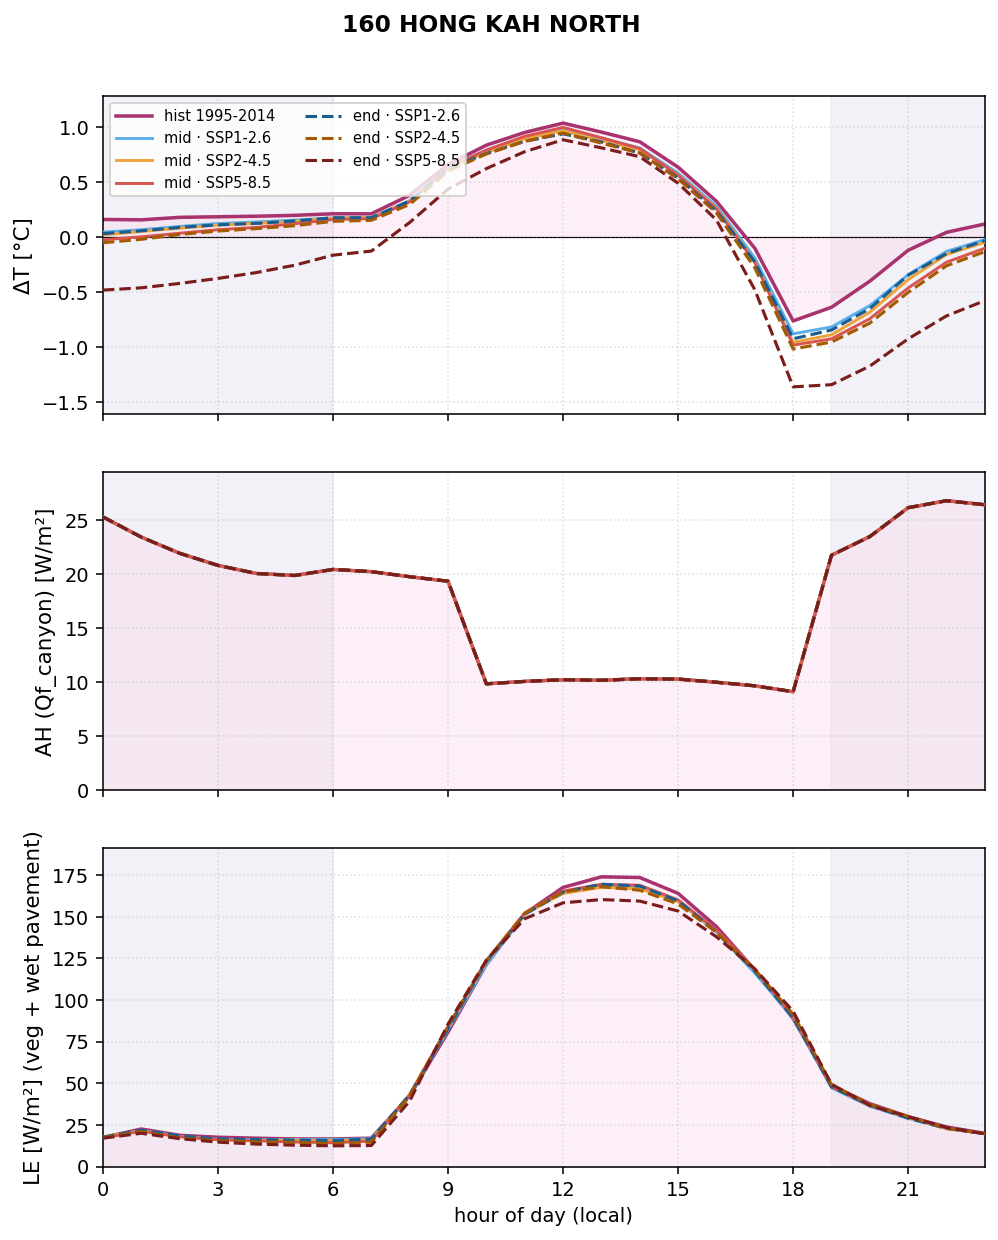 160 HONG KAH NORTH
hist 1995-2014
mid · SSP1-2.6
mid · SSP2-4.5
mid · SSP5-8.5
end · SSP1-2.6
end · SSP2-4.5
end · SSP5-8.5
ΔT [°C]
1.0
0.5
0.0
−0.5
−1.0
−1.5
AH (Qf_canyon) [W/m²]
25
20
15
10
5
0
LE [W/m²] (veg + wet pavement)
175
150
125
100
75
50
25
0
0 3 6 9 12 15 18 21
hour of day (local)